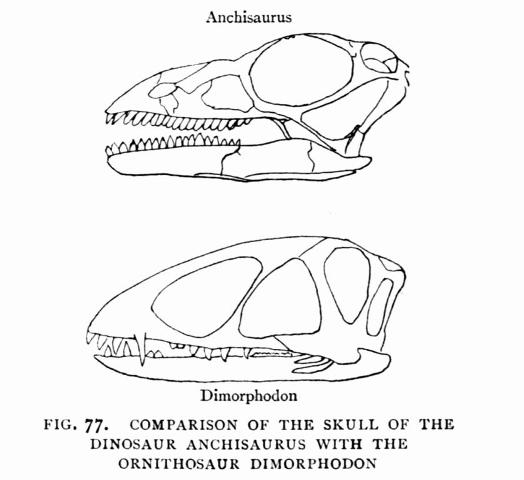 Anchisaurus
Dimorphodon
FIG. 77. COMPARISON OF THE SKULL OF THE
DINOSAUR ANCHISAURUS WITH THE
ORNITHOSAUR DIMORPHODON